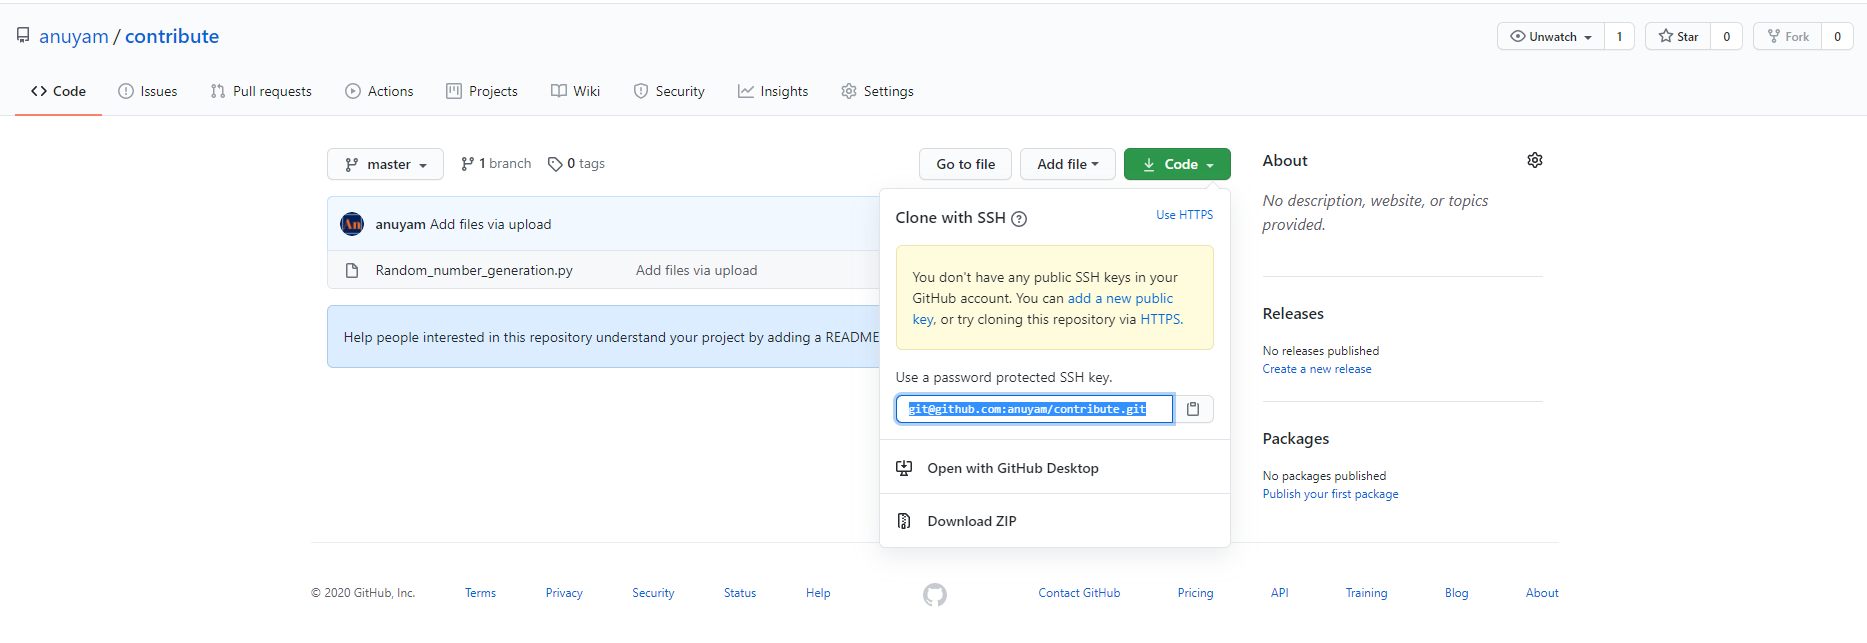 anuyam / contribute
Unwatch 1
Star 0
Fork 0
Code
Issues
Pull requests
Actions
Projects
Wiki
Security
Insights
Settings
master
1 branch
0 tags
Go to file
Add file
Code
An anuyam Add files via upload
Random_number_generation.py Add files via upload
Help people interested in this repository understand your project by adding a README
Clone with SSH ?
Use HTTPS
You don't have any public SSH keys in your
GitHub account. You can add a new public
key, or try cloning this repository via HTTPS.
Use a password protected SSH key.
git@github.com:anuyam/contribute.git
Open with GitHub Desktop
Download ZIP
About
No description, website, or topics
provided.
Releases
No releases published
Create a new release
Packages
No packages published
Publish your first package
© 2020 GitHub, Inc. Terms Privacy Security Status Help Contact GitHub Pricing API Training Blog About